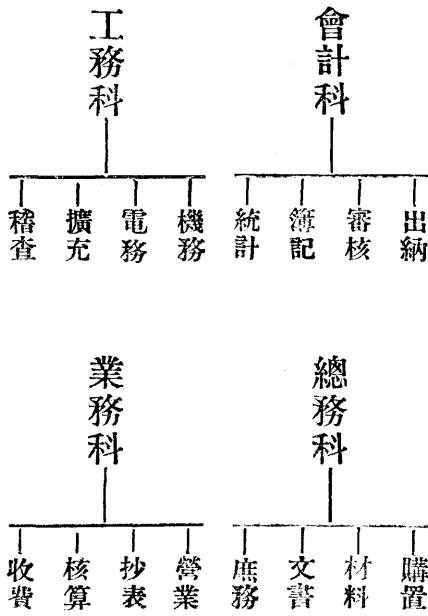 會計科
出納
審核
簿記
統計
工務科
機務
電務
擴充
稽查
總務科
購置
材料
文書
庶務
業務科
營業
抄表
核算
收費